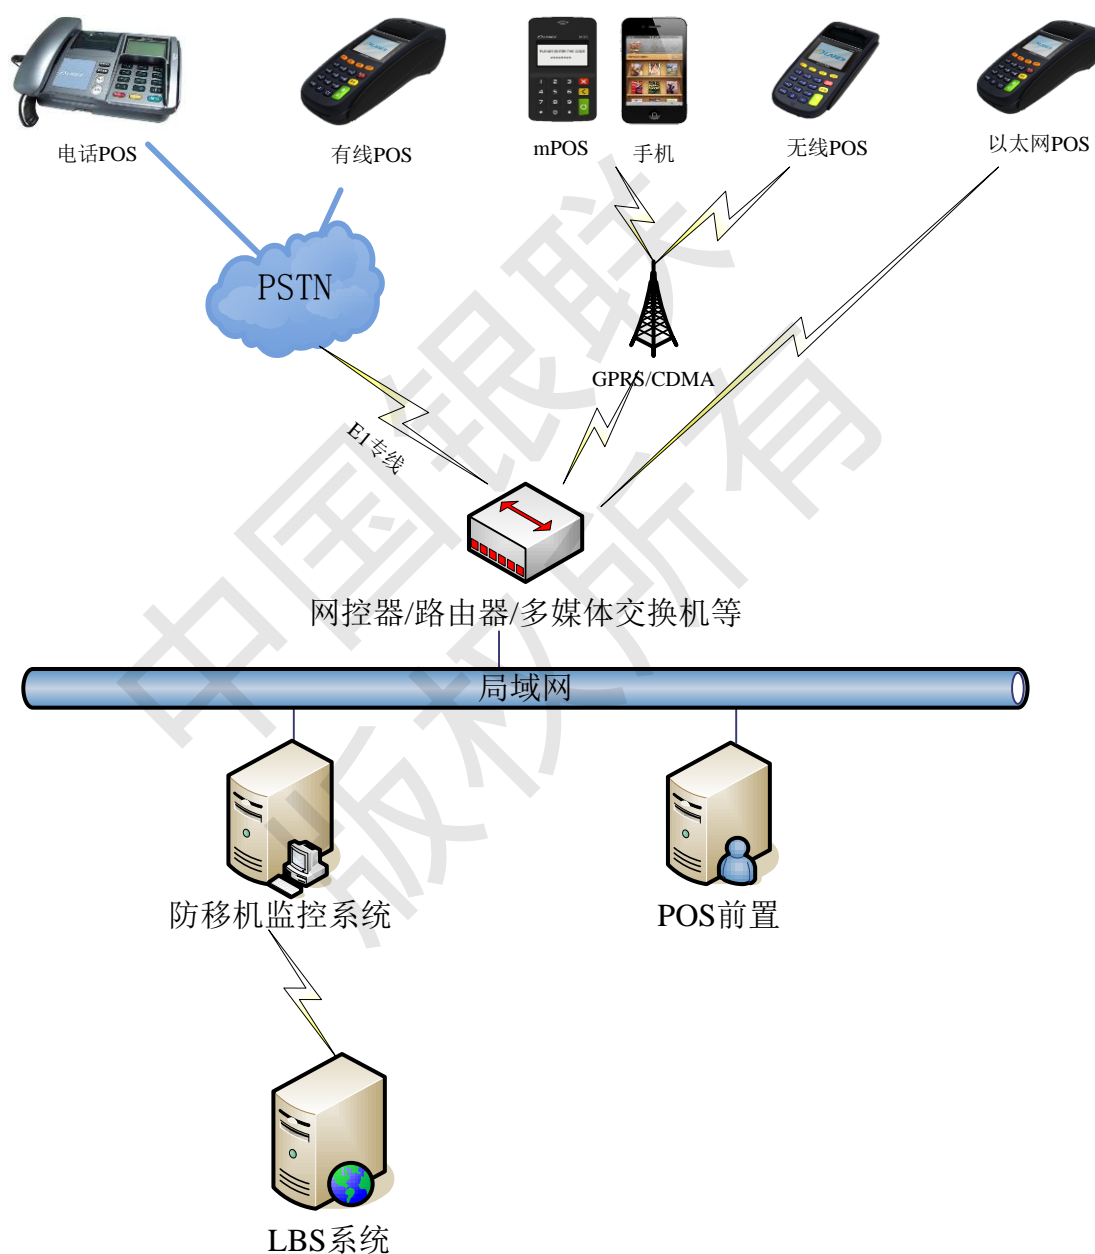 电话POS
有线POS
mPOS
手机
无线POS
以太网POS
PSTN
GPRS/CDMA
E1专线
网控器/路由器/多媒体交换机等
局域网
防移机监控系统
POS前置
LBS系统
中国银联
版权所有